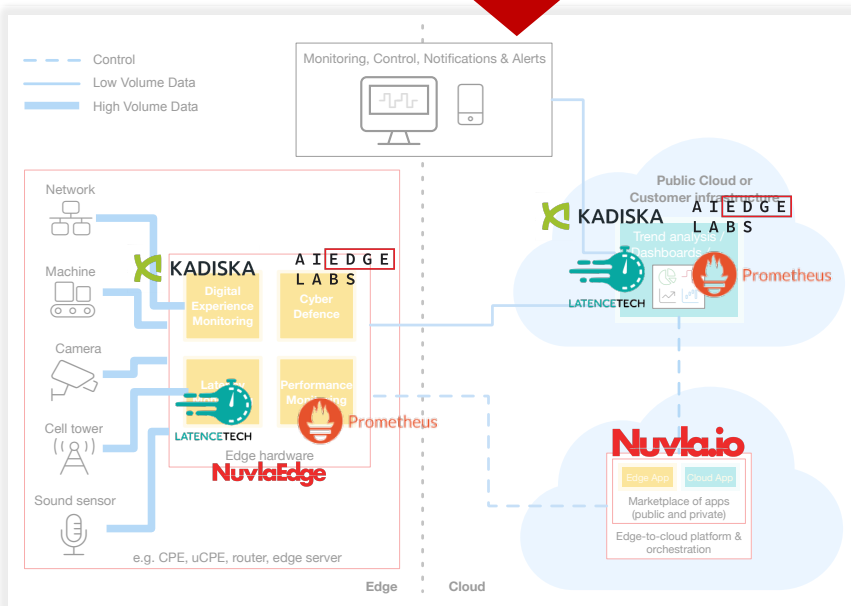 Control
Low Volume Data
High Volume Data
Monitoring, Control, Notifications & Alerts
Network
Machine
Camera
Cell tower
Sound sensor
KADISKA
AI EDGE
LABS
Digital
Experience
Monitoring
Cyber
Defence
Performance
LATENCETECH
Prometheus
Edge hardware
NuvlaEdge
e.g. CPE, uCPE, router, edge server
Edge
Cloud
Public Cloud or
Customer infrastructure
KADISKA
AI EDGE
LABS
Trend analysis /
Dashboards
LATENCETECH
Prometheus
Nuvla.io
Edge App
Cloud App
Marketplace of apps
(public and private)
Edge-to-cloud platform &
orchestration